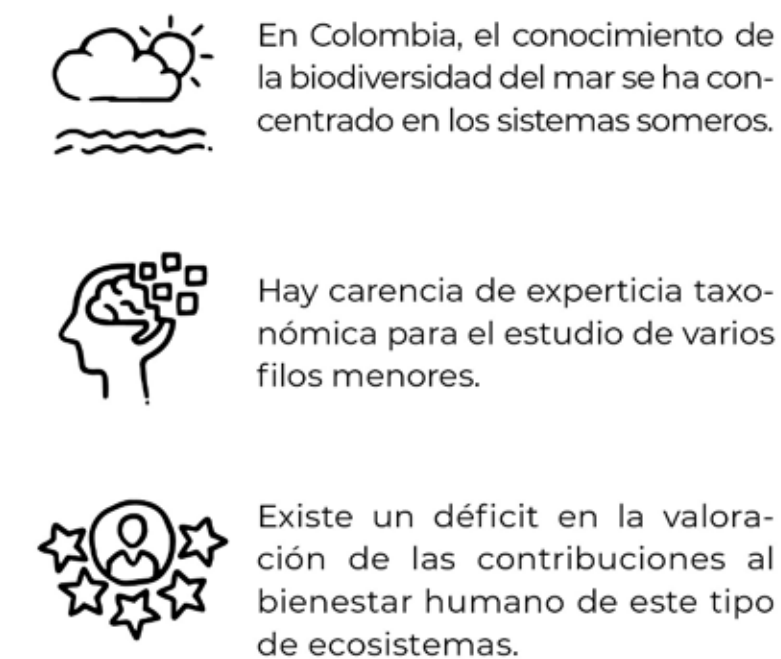 En Colombia, el conocimiento de
la biodiversidad del mar se ha con-
centrado en los sistemas someros.
Hay carencia de experticia taxo-
nómica para el estudio de varios
filos menores.
Existe un déficit en la valora-
ción de las contribuciones al
bienestar humano de este tipo
de ecosistemas.